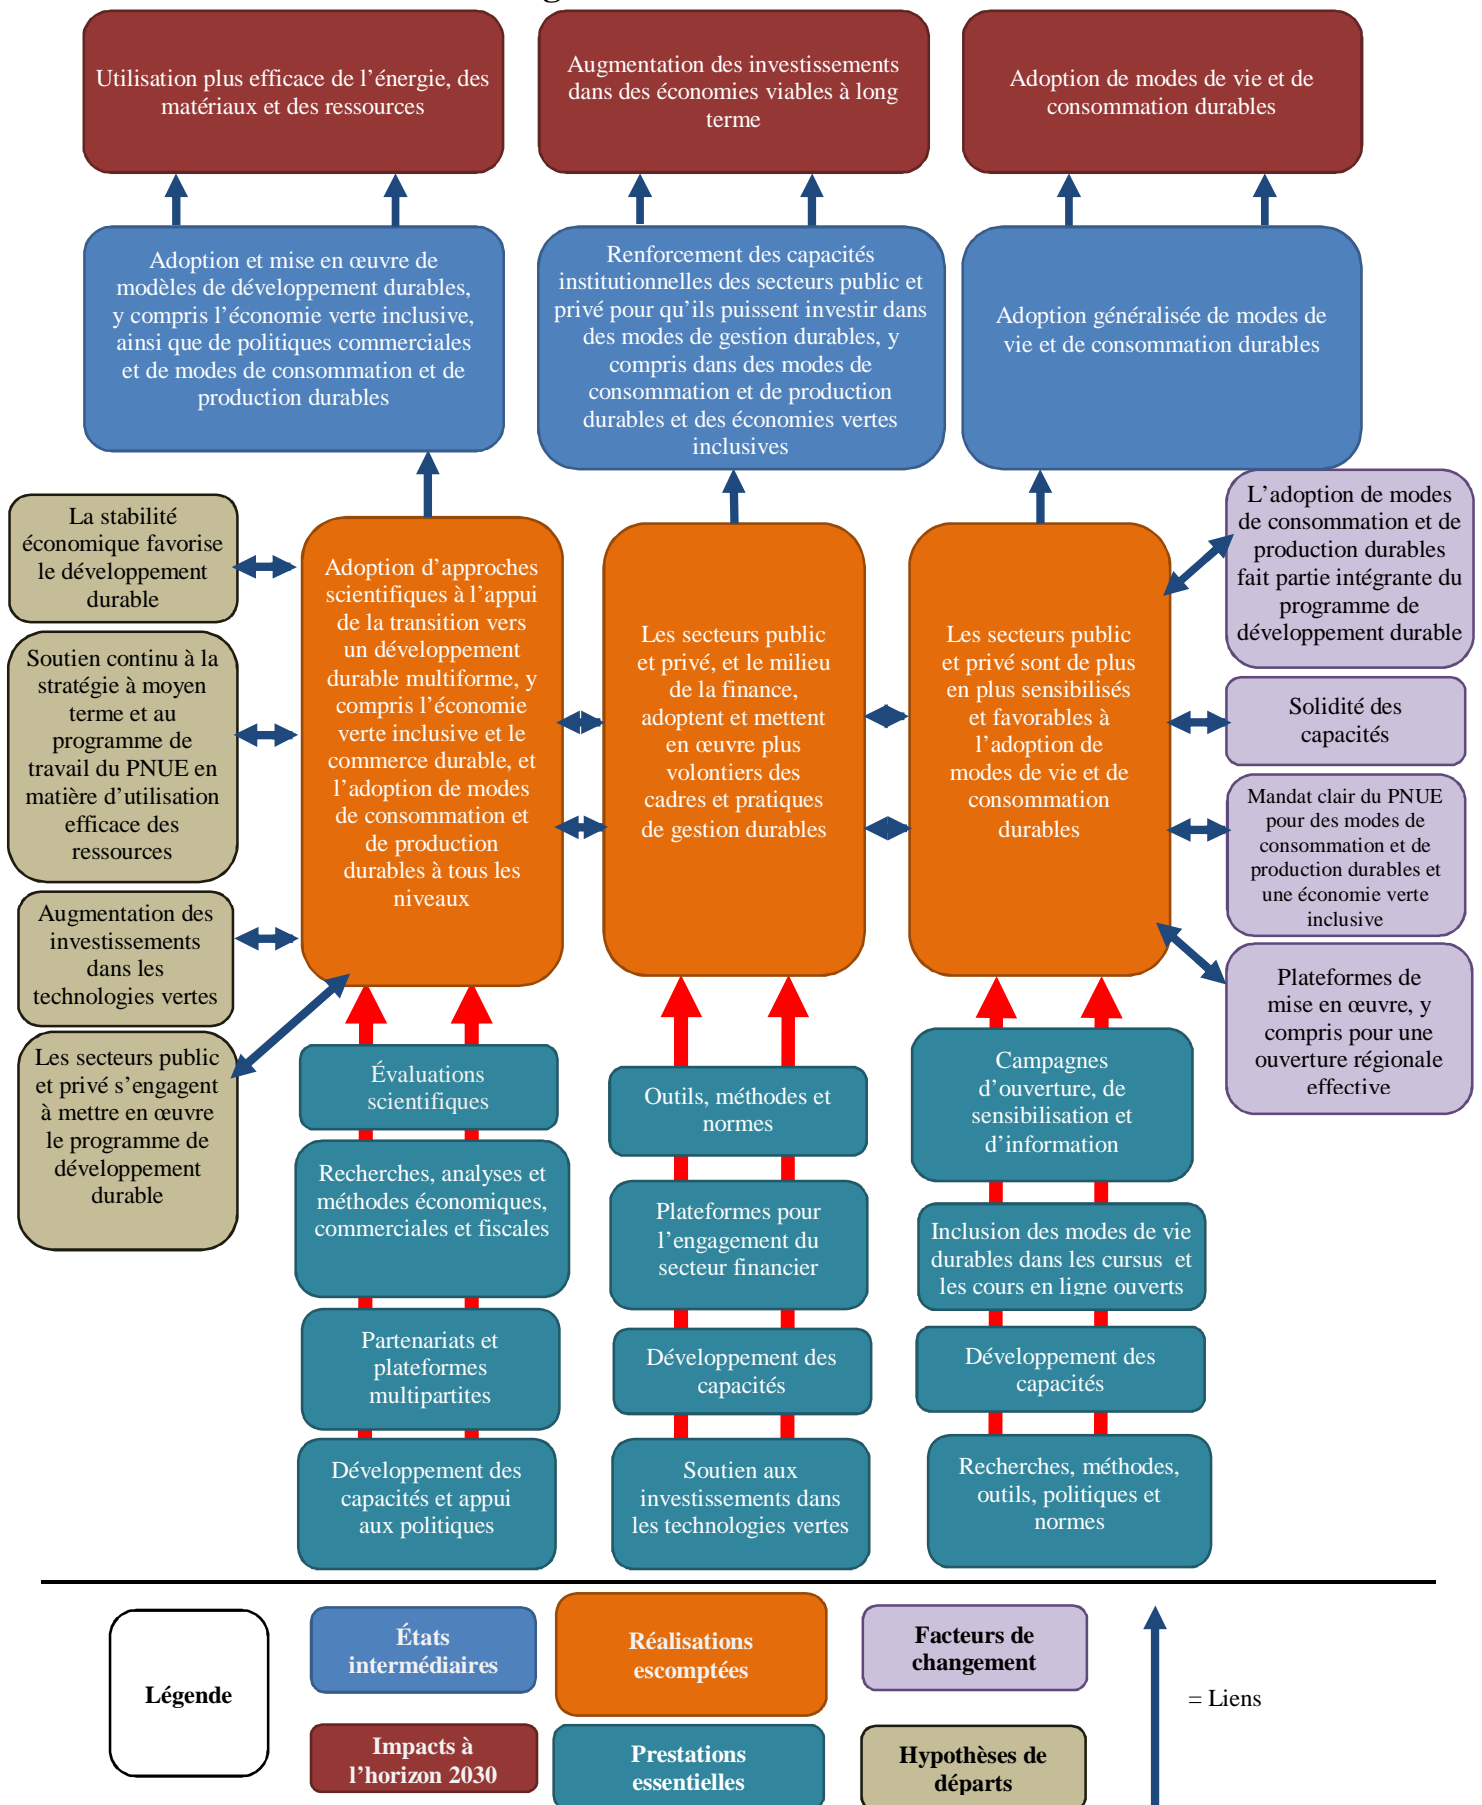 Utilisation plus efficace de l'énergie, des
matériaux et des ressources
Augmentation des investissements
dans des économies viables à long
terme
Adoption de modes de vie et de
consommation durables
Adoption et mise en œuvre de
modèles de développement durables,
y compris l'économie verte inclusive,
ainsi que de politiques commerciales
et de modes de consommation et de
production durables
Renforcement des capacités
institutionnelles des secteurs public et
privé pour qu'ils puissent investir dans
des modes de gestion durables, y
compris dans des modes de
consommation et de production
durables et des économies vertes
inclusives
Adoption généralisée de modes de
vie et de consommation durables
La stabilité
économique favorise
le développement
durable
Soutien continu à la
stratégie à moyen
terme et au
programme de
travail du PNUE en
matière d'utilisation
efficace des
ressources
Augmentation des
investissements
dans les
technologies vertes
Les secteurs public
et privé s'engagent
à mettre en œuvre
le programme de
développement
durable
Adoption d'approches
scientifiques à l'appui
de la transition vers
un développement
durable multiforme, y
compris l'économie
verte inclusive et le
commerce durable, et
l'adoption de modes
de consommation et
de production
durables à tous les
niveaux
Les secteurs public
et privé, et le milieu
de la finance,
adoptent et mettent
en œuvre plus
volontiers des
cadres et pratiques
de gestion durables
Les secteurs public
et privé sont de plus
en plus sensibilisés
et favorables à
l'adoption de
modes de vie et de
consommation
durables
L'adoption de modes
de consommation et de
production durables
fait partie intégrante du
programme de
développement durable
Solidité des
capacités
Mandat clair du PNUE
pour des modes de
consommation et de
production durables et
une économie verte
inclusive
Plateformes de
mise en œuvre, y
compris pour une
ouverture régionale
effective
Évaluations
scientifiques
Recherches, analyses et
méthodes économiques,
commerciales et fiscales
Partenariats et
plateformes
multipartites
Développement des
capacités et appui
aux politiques
Outils, méthodes et
normes
Plateformes pour
l'engagement du
secteur financier
Développement des
capacités
Soutien aux
investissements dans
les technologies vertes
Campagnes
d'ouverture, de
sensibilisation et
d'information
Inclusion des modes de vie
durables dans les cursus et
les cours en ligne ouverts
Développement des
capacités
Recherches, méthodes,
outils, politiques et
normes
Légende
États
intermédiaires
Réalisations
escomptées
Facteurs de
changement
= Liens
Impacts à
l'horizon 2030
Prestations
essentielles
Hypothèses de
départs